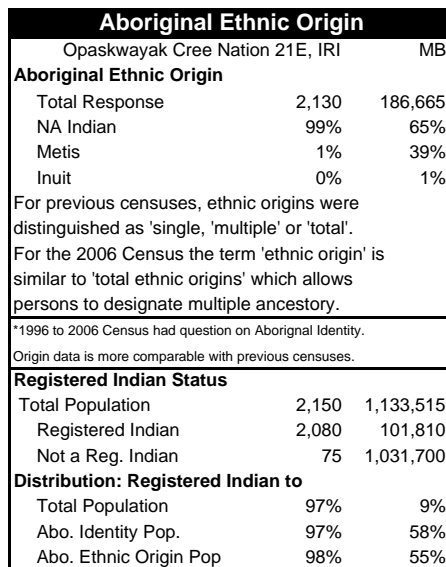 Aboriginal Ethnic Origin
Opaskwayak Cree Nation 21E, IRI MB
Aboriginal Ethnic Origin
Total Response 2,130 186,665
NA Indian 99% 65%
Metis 1% 39%
Inuit 0% 1%
For previous censuses, ethnic origins were
distinguished as 'single, 'multiple' or 'total'.
For the 2006 Census the term 'ethnic origin' is
similar to 'total ethnic origins' which allows
persons to designate multiple ancestory.
*1996 to 2006 Census had question on Aborignal Identity.
Origin data is more comparable with previous censuses.
Registered Indian Status
Total Population 2,150 1,133,515
Registered Indian 2,080 101,810
Not a Reg. Indian 75 1,031,700
Distribution: Registered Indian to
Total Population 97% 9%
Abo. Identity Pop. 97% 58%
Abo. Ethnic Origin Pop 98% 55%